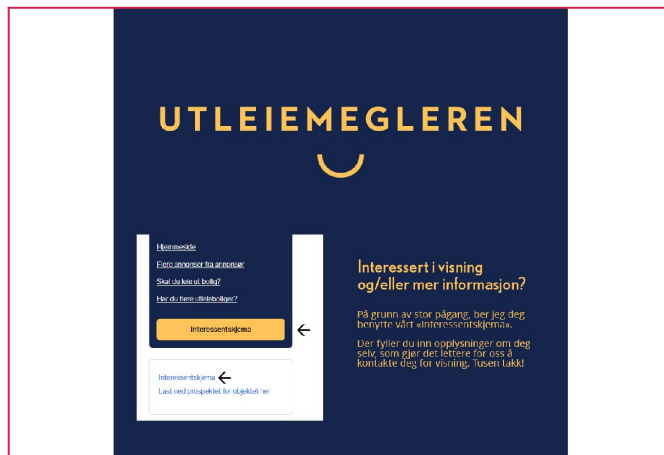 UTLEIEMEGLEREN
Hjemmeside
Flere annonser fra annonsør
Skal du leie ut bolig?
Har du flere utleieboliger?
Interessentskjema
Interessentskjema
Last ned prospektet for objektet her
Interessert i visning
og/eller mer informasjon?
På grunn av stor pågang, ber jeg deg
benytte vårt «Interessentskjema».
Der fyller du inn opplysninger om deg
selv, som gjør det lettere for oss å
kontakte deg for visning. Tusen takk!